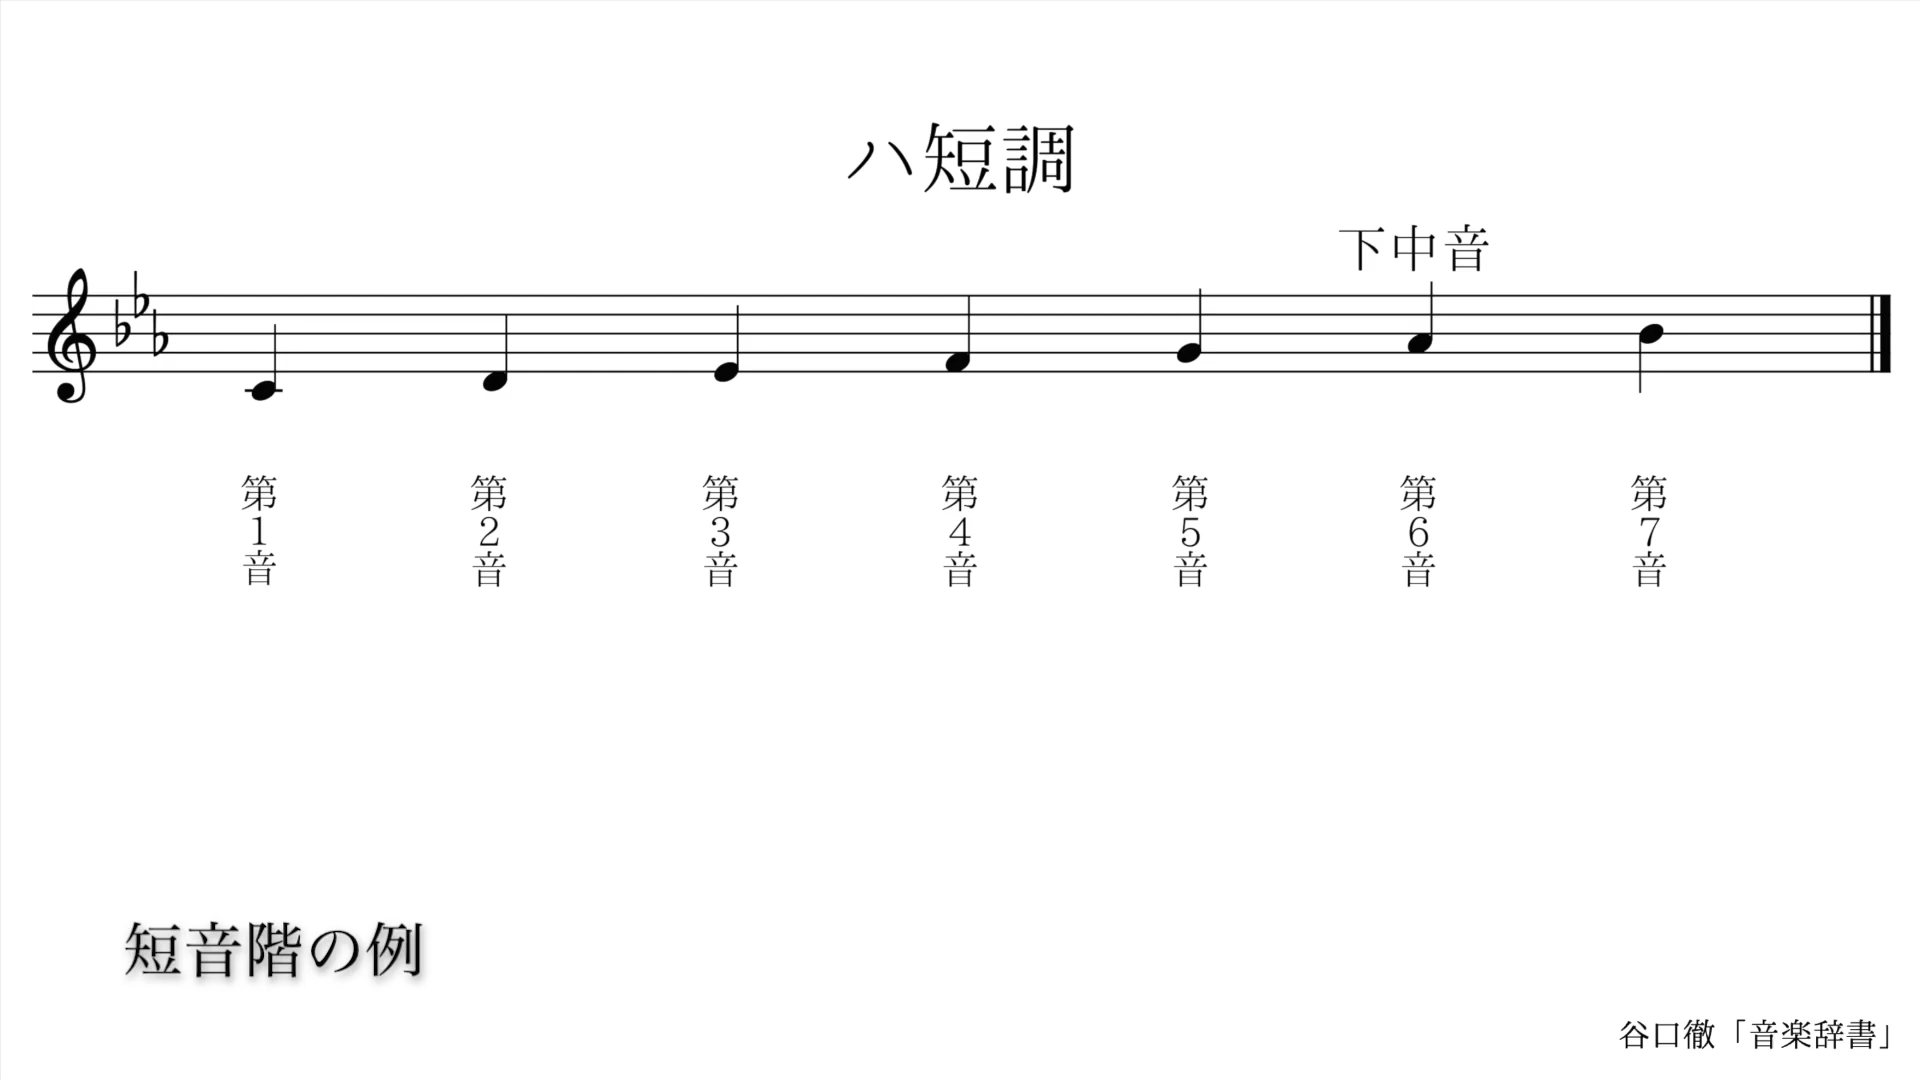 ハ短調
下中音
第1音
第2音
第3音
第4音
第5音
第6音
第7音
短音階の例
谷口徹「音楽辞書」